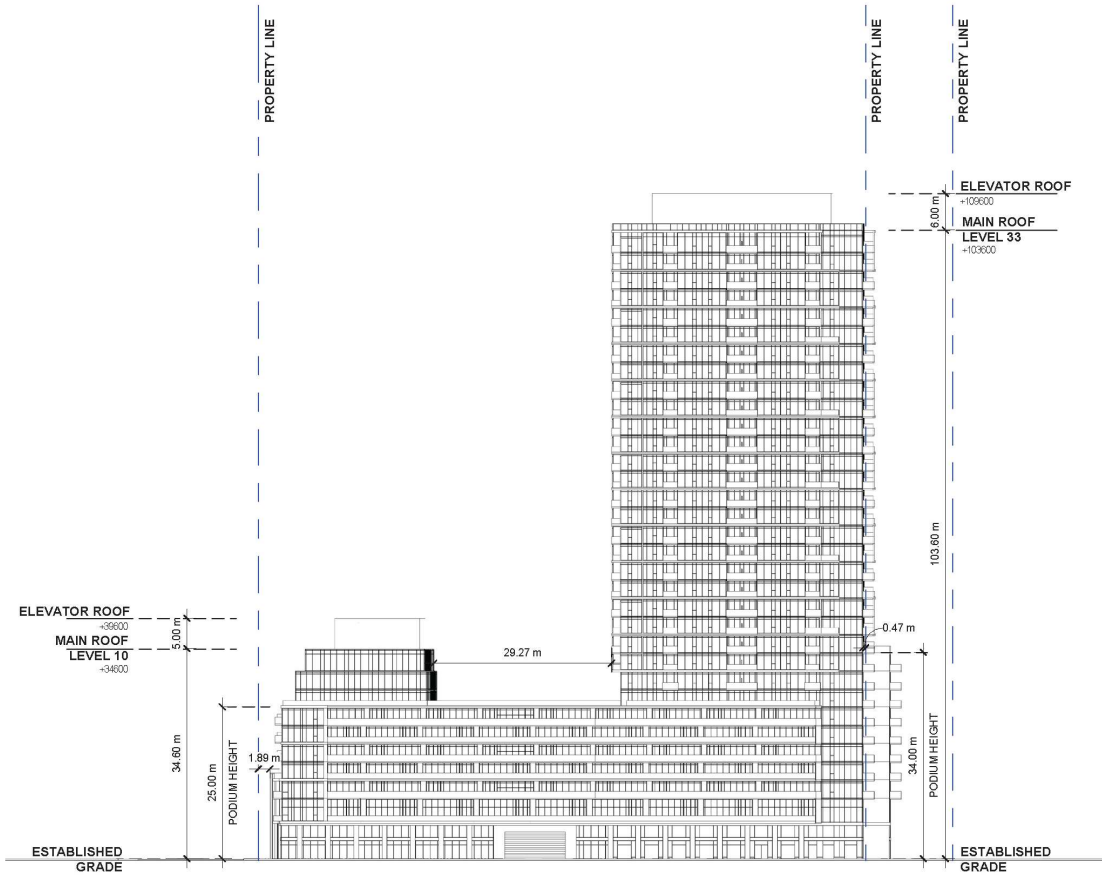 PROPERTY LINE
PROPERTY LINE
PROPERTY LINE
ELEVATOR ROOF
+109600
6.00 m
MAIN ROOF
LEVEL 33
+103600
103.60 m
ELEVATOR ROOF
+39600
5.00 m
MAIN ROOF
LEVEL 10
+34600
29.27 m
0.47 m
34.60 m
25.00 m
PODIUM HEIGHT
1.89 m
34.00 m
PODIUM HEIGHT
ESTABLISHED
GRADE
ESTABLISHED
GRADE